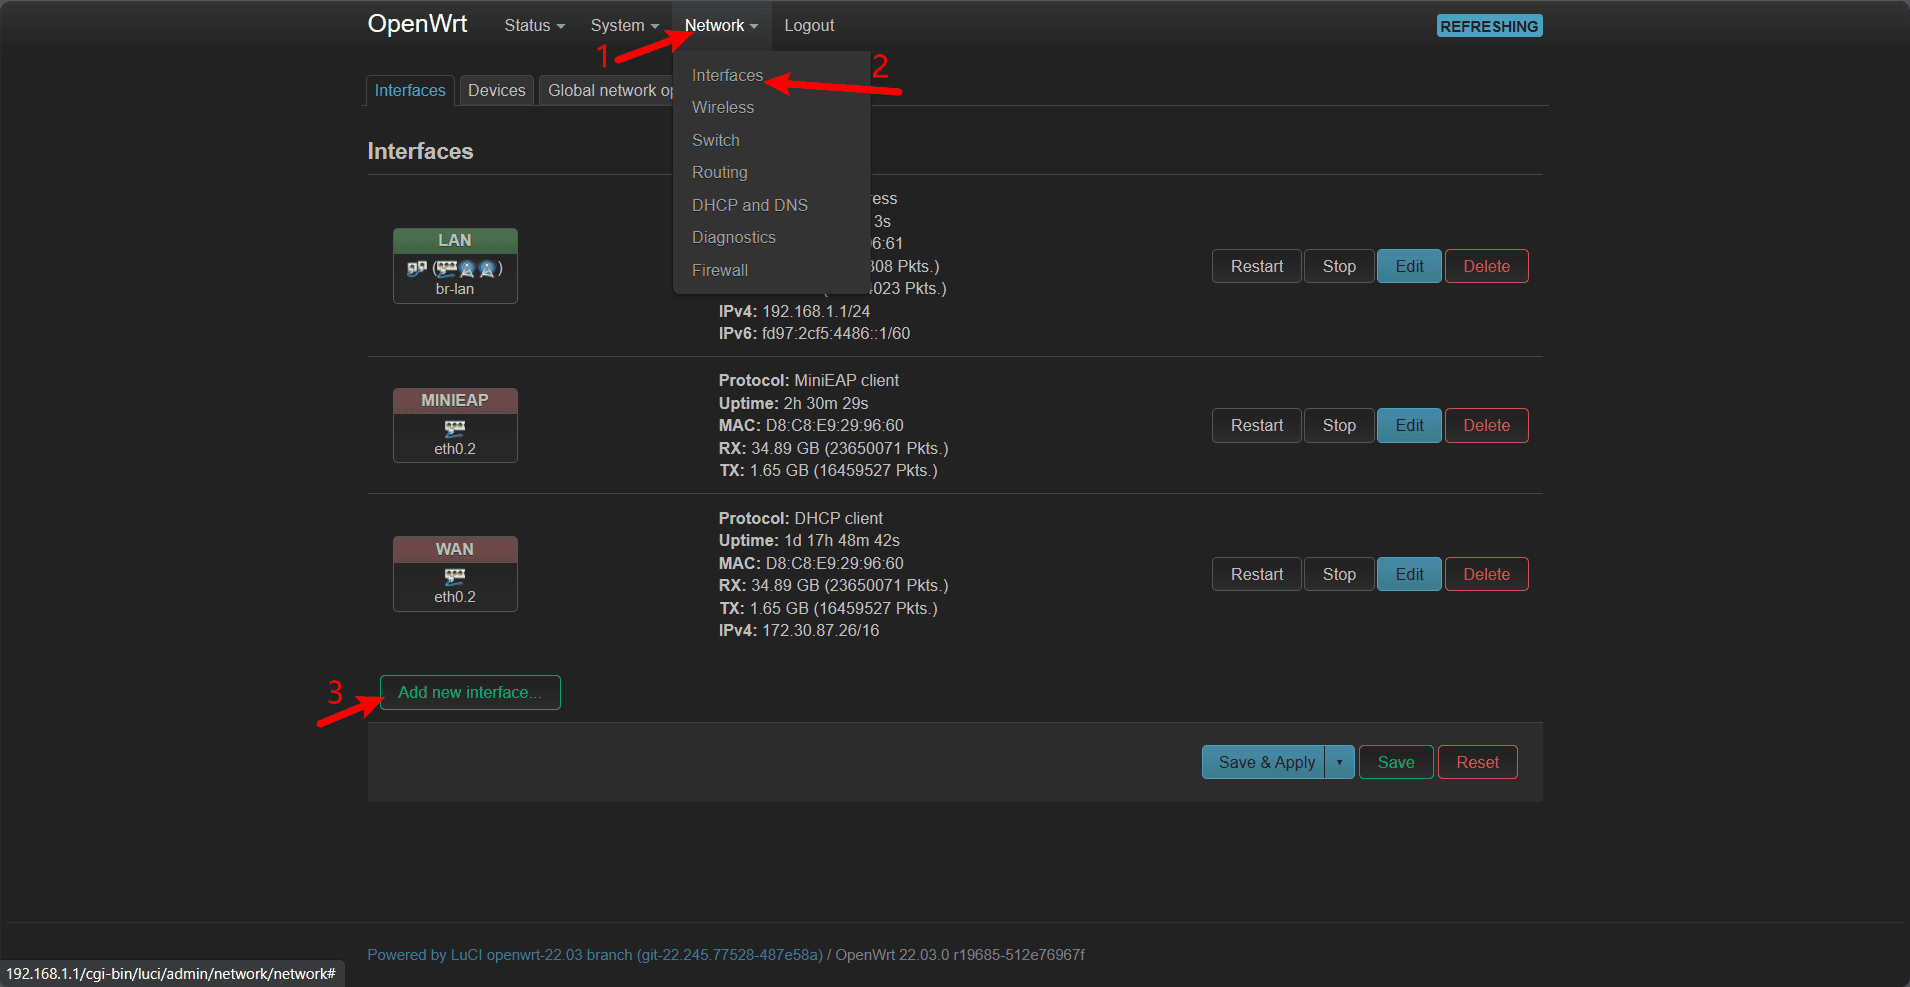 OpenWrt Status System Network Logout REFRESHING
1
2
Interfaces
Wireless
Switch
Routing
DHCP and DNS
Diagnostics
Firewall
Interfaces Devices Global network op
Interfaces
LAN
( )
br-lan
ress
3s
6:61
808 Pkts.)
4023 Pkts.)
IPv4: 192.168.1.1/24
IPv6: fd97:2cf5:4486::1/60
Restart Stop Edit Delete
MINIEAP
eth0.2
Protocol: MiniEAP client
Uptime: 2h 30m 29s
MAC: D8:C8:E9:29:96:60
RX: 34.89 GB (23650071 Pkts.)
TX: 1.65 GB (16459527 Pkts.)
Restart Stop Edit Delete
WAN
eth0.2
Protocol: DHCP client
Uptime: 1d 17h 48m 42s
MAC: D8:C8:E9:29:96:60
RX: 34.89 GB (23650071 Pkts.)
TX: 1.65 GB (16459527 Pkts.)
IPv4: 172.30.87.26/16
Restart Stop Edit Delete
3
Add new interface...
Save & Apply Save Reset
Powered by LuCI openwrt-22.03 branch (git-22.245.77528-487e58a) / OpenWrt 22.03.0 r19685-512e76967f
192.168.1.1/cgi-bin/luci/admin/network/network#